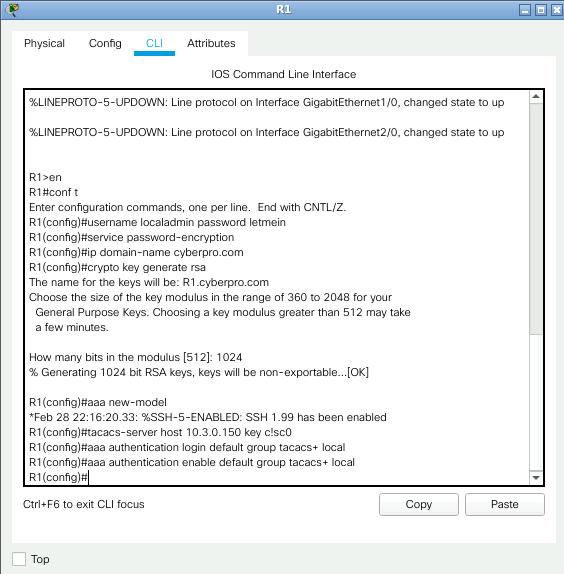 R1
Physical Config CLI Attributes
IOS Command Line Interface
%LINEPROTO-5-UPDOWN: Line protocol on Interface GigabitEthernet1/0, changed state to up
%LINEPROTO-5-UPDOWN: Line protocol on Interface GigabitEthernet2/0, changed state to up
R1>en
R1#conf t
Enter configuration commands, one per line.  End with CNTL/Z.
R1(config)#username localadmin password letmein
R1(config)#service password-encryption
R1(config)#ip domain-name cyberpro.com
R1(config)#crypto key generate rsa
The name for the keys will be: R1.cyberpro.com
Choose the size of the key modulus in the range of 360 to 2048 for your
General Purpose Keys. Choosing a key modulus greater than 512 may take
a few minutes.
How many bits in the modulus [512]: 1024
% Generating 1024 bit RSA keys, keys will be non-exportable...[OK]
R1(config)#aaa new-model
*Feb 28 22:16:20.33: %SSH-5-ENABLED: SSH 1.99 has been enabled
R1(config)#tacacs-server host 10.3.0.150 key c!sc0
R1(config)#aaa authentication login default group tacacs+ local
R1(config)#aaa authentication enable default group tacacs+ local
R1(config)#
Ctrl+F6 to exit CLI focus
Copy Paste
Top